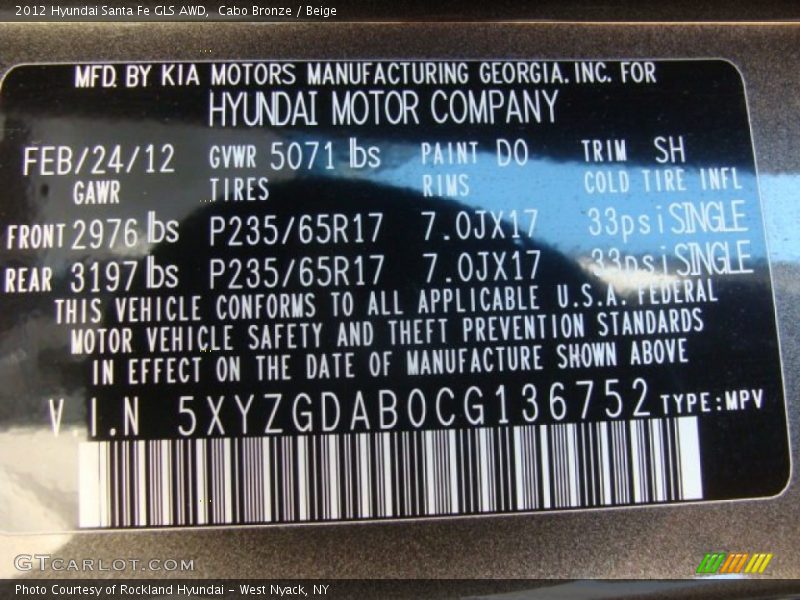 2012 Hyundai Santa Fe GLS AWD, Cabo Bronze / Beige
MFD. BY KIA MOTORS MANUFACTURING GEORGIA. INC. FOR
HYUNDAI MOTOR COMPANY
FEB/24/12 GVWR 5071 lbs PAINT DO TRIM SH
GAWR TIRES RIMS COLD TIRE INFL
FRONT 2976 lbs P235/65R17 7.0JX17 33psi SINGLE
REAR 3197 lbs P235/65R17 7.0JX17 33psi SINGLE
THIS VEHICLE CONFORMS TO ALL APPLICABLE U.S.A. FEDERAL
MOTOR VEHICLE SAFETY AND THEFT PREVENTION STANDARDS
IN EFFECT ON THE DATE OF MANUFACTURE SHOWN ABOVE
V.I.N 5XYZGDAB0CG136752 TYPE:MPV
GTCARLOT.COM
Photo Courtesy of Rockland Hyundai - West Nyack, NY